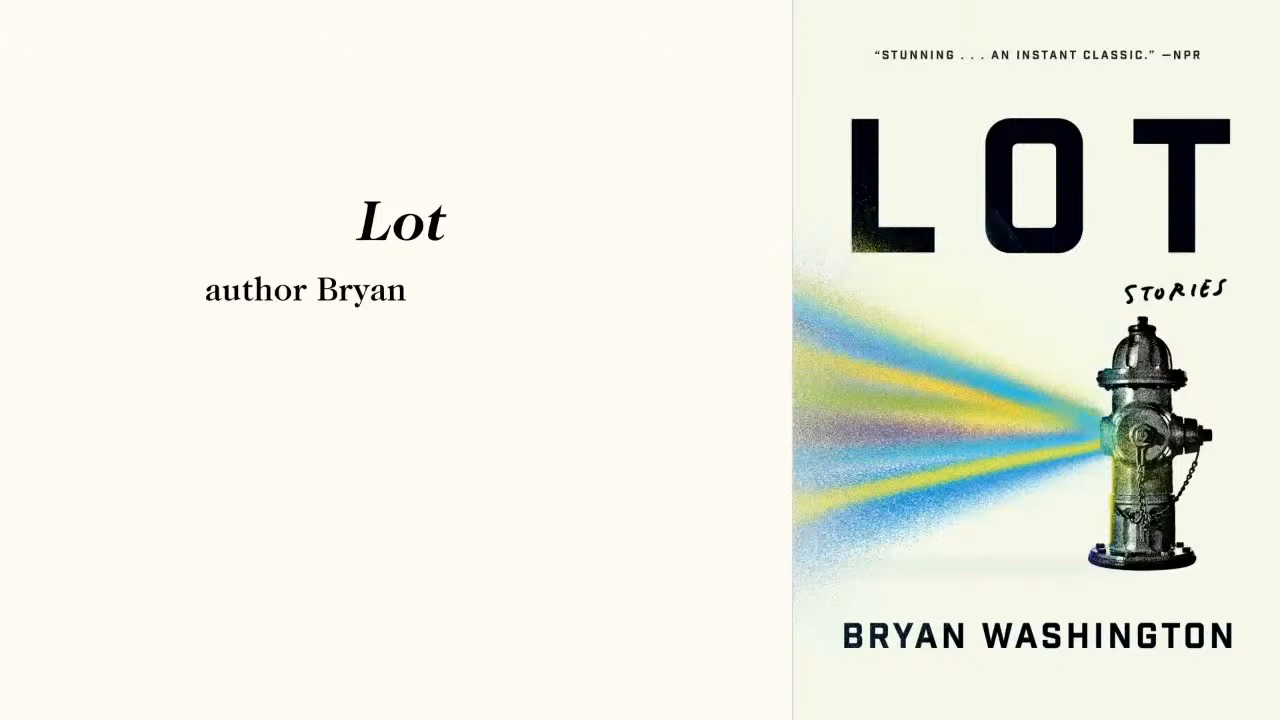 Lot
author Bryan
“STUNNING . . . AN INSTANT CLASSIC.” —NPR
LOT
STORIES
BRYAN WASHINGTON